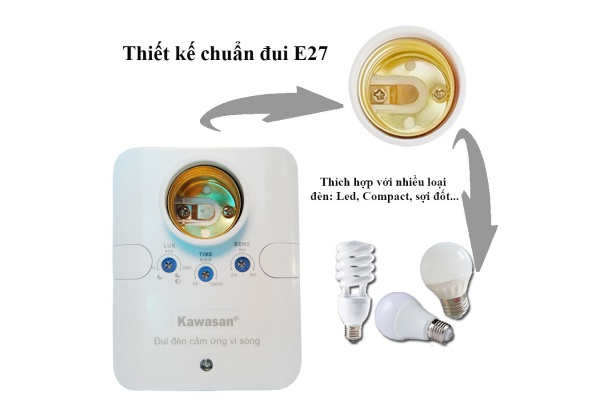 Thiết kế chuẩn đui E27
Thích hợp với nhiều loại
đèn: Led, Compact, sợi đốt...
LUX
TIME
SENS
Kawasan®
Đui đèn cảm ứng vi sóng